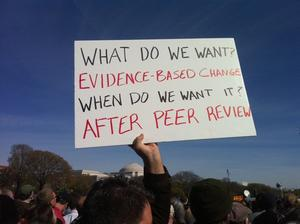 WHAT DO WE WANT?
EVIDENCE-BASED CHANGE
WHEN DO WE WANT IT?
AFTER PEER REVIEW